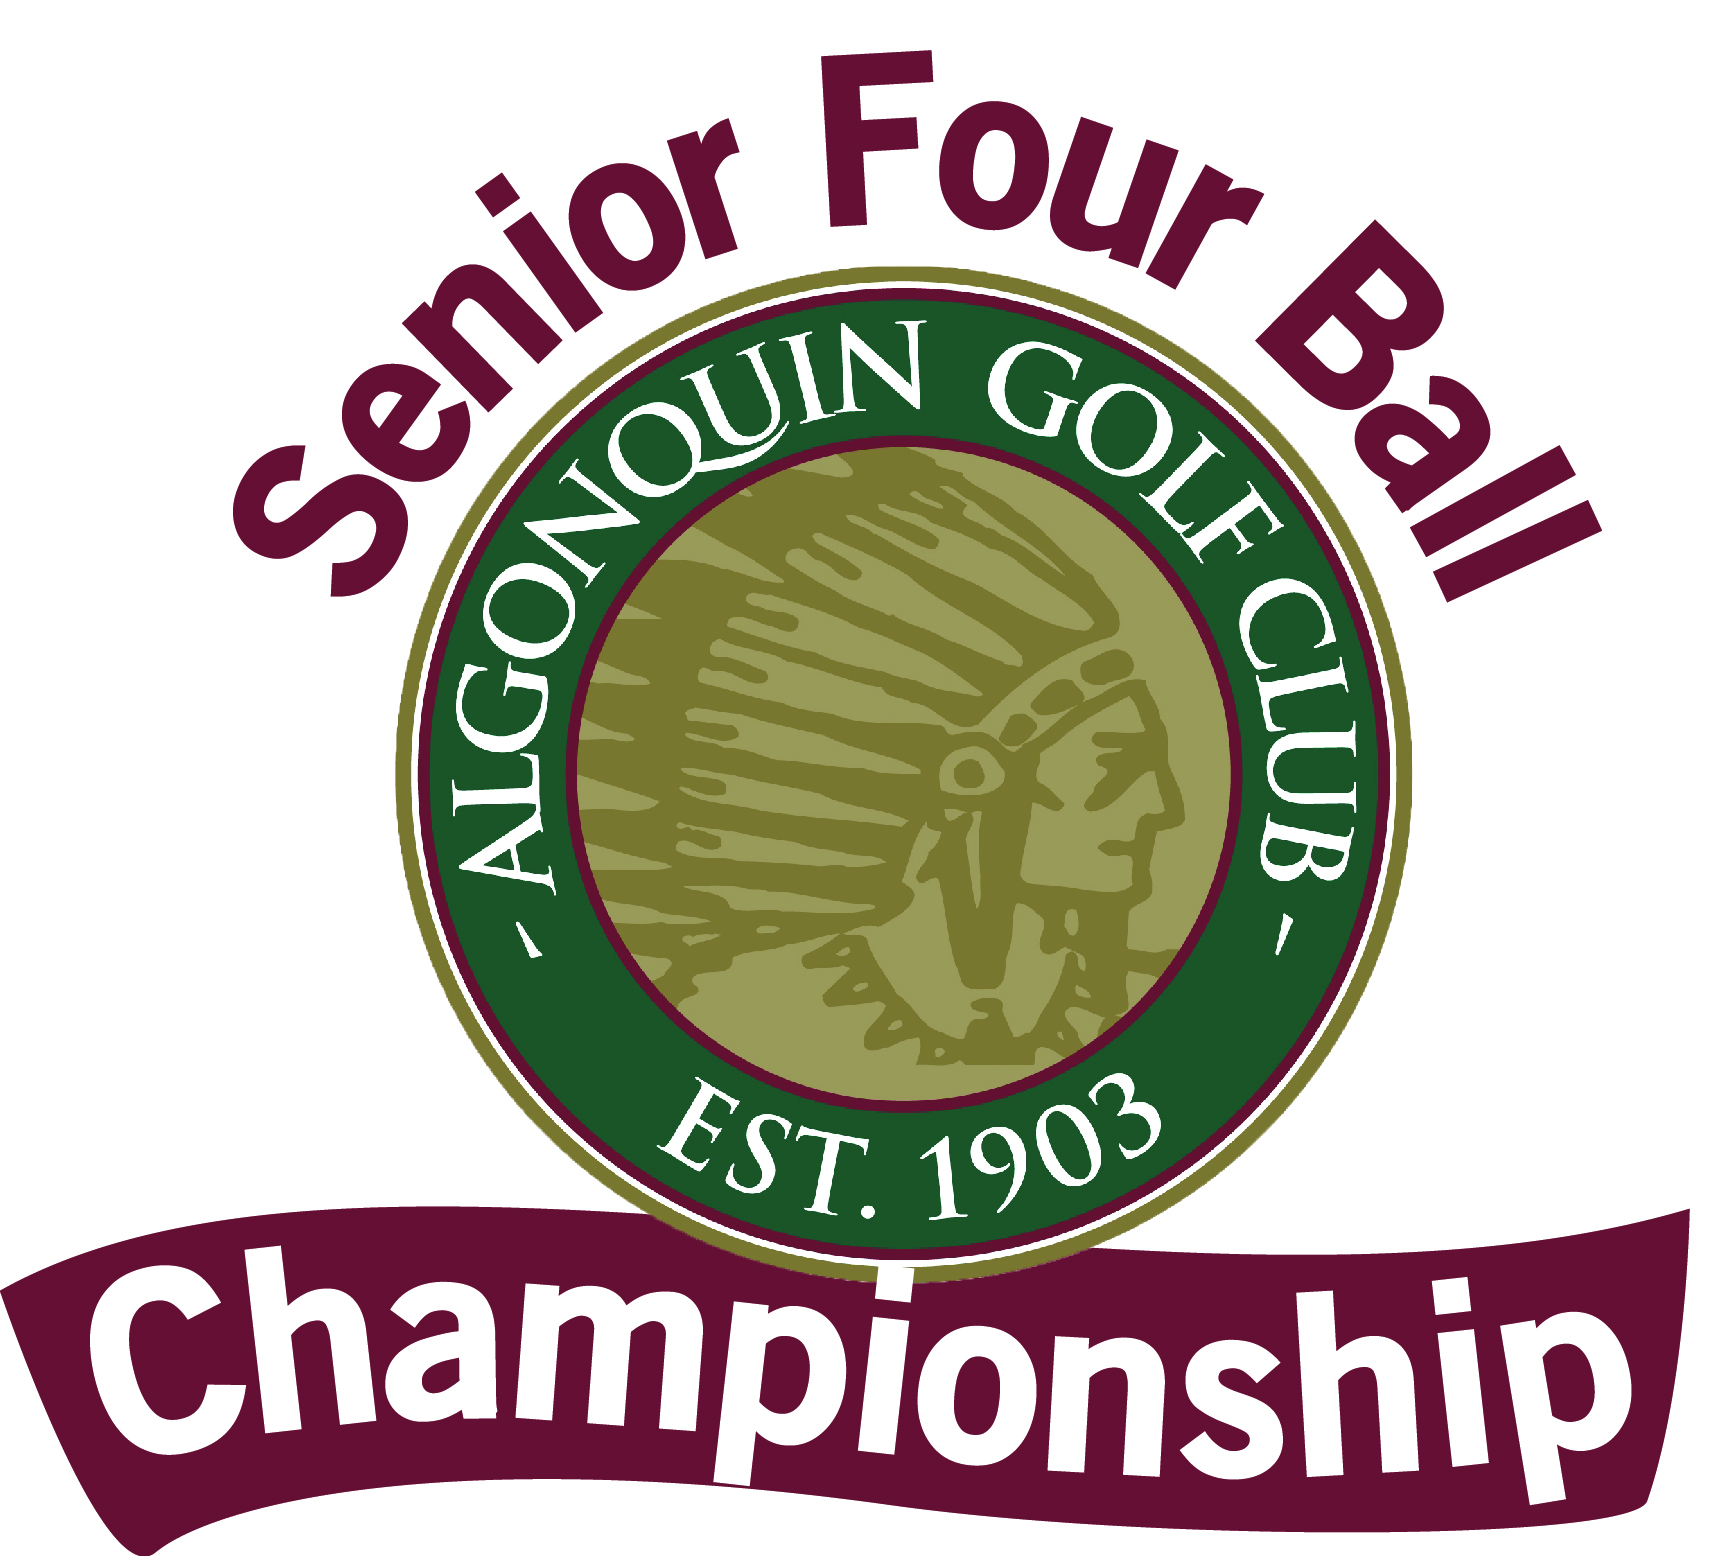 Senior Four Ball
- ALGONQUIN GOLF CLUB -
EST. 1903
Championship